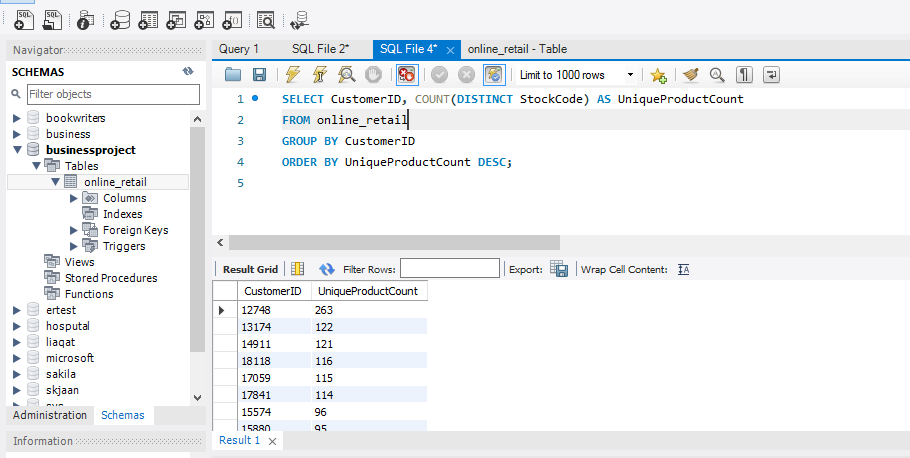 Navigator
SCHEMAS
Filter objects
bookwriters
business
businessproject
Tables
online_retail
Columns
Indexes
Foreign Keys
Triggers
Views
Stored Procedures
Functions
ertest
hosputal
liaqat
microsoft
sakila
skjaan
Administration Schemas
Information
Query 1 SQL File 2* SQL File 4* online_retail - Table
Limit to 1000 rows
1 SELECT CustomerID, COUNT(DISTINCT StockCode) AS UniqueProductCount
2 FROM online_retail
3 GROUP BY CustomerID
4 ORDER BY UniqueProductCount DESC;
5
Result Grid Filter Rows: Export: Wrap Cell Content: IA
CustomerID UniqueProductCount
12748 263
13174 122
14911 121
18118 116
17059 115
17841 114
15574 96
15880 95
Result 1